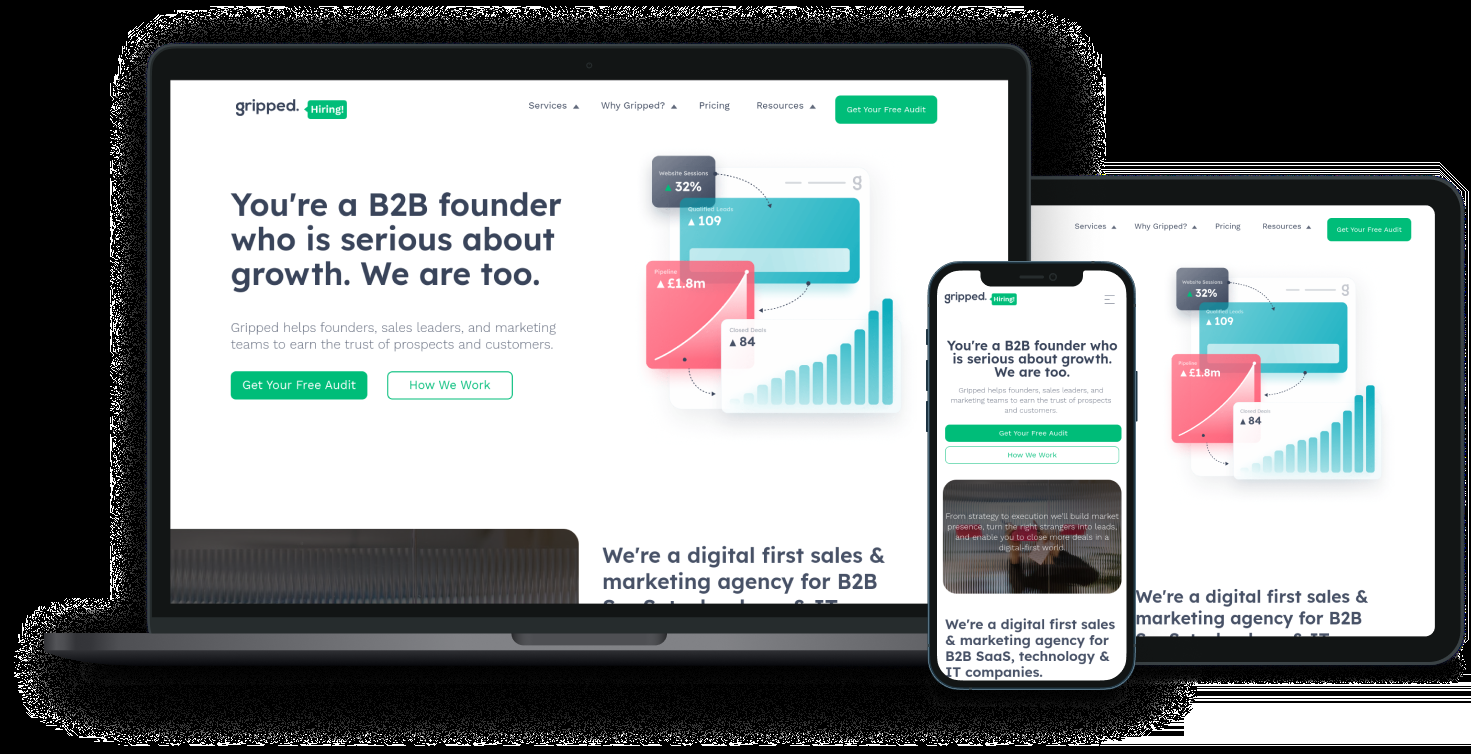 gripped. Hiring!
Services Why Gripped? Pricing Resources Get Your Free Audit
You're a B2B founder
who is serious about
growth. We are too.
Gripped helps founders, sales leaders, and marketing
teams to earn the trust of prospects and customers.
Get Your Free Audit How We Work
Website Sessions
32%
g
Qualified Leads
109
Pipeline
£1.8m
Closed Deals
84
We're a digital first sales &
marketing agency for B2B
gripped. Hiring!
You're a B2B founder who
is serious about growth.
We are too.
Gripped helps founders, sales leaders, and
marketing teams to earn the trust of prospects
and customers.
Get Your Free Audit
How We Work
From strategy to execution we'll build market
presence, turn the right strangers into leads,
and enable you to close more deals in a
digital-first world.
We're a digital first sales
& marketing agency for
B2B SaaS, technology &
IT companies.
Services Why Gripped? Pricing Resources Get Your Free Audit
Website Sessions
32%
g
Qualified Leads
109
Pipeline
£1.8m
Closed Deals
84
We're a digital first sales &
marketing agency for B2B